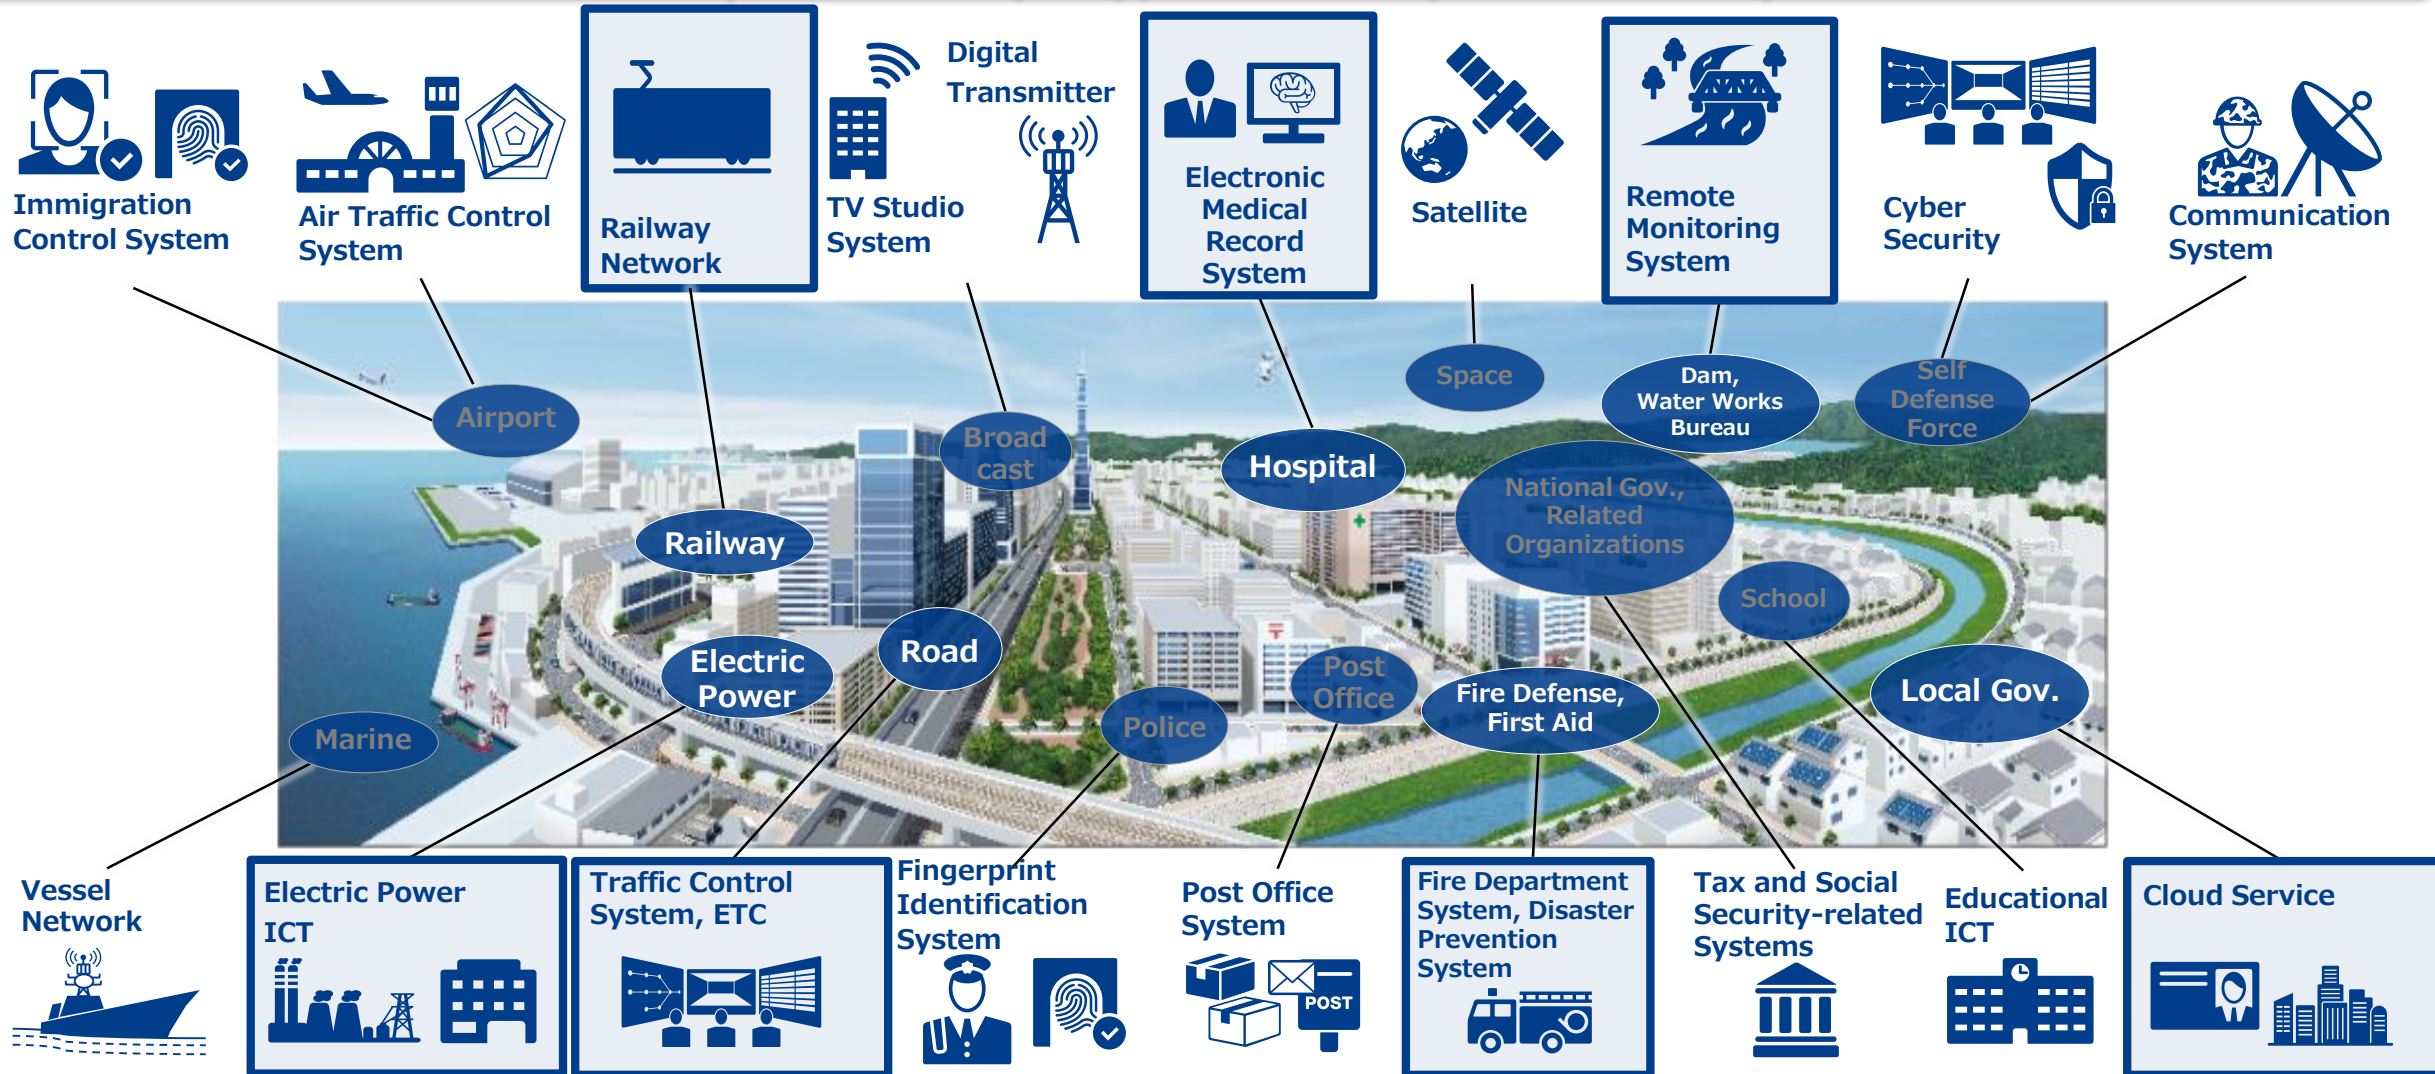 Immigration
Control System
Air Traffic Control
System
Railway
Network
TV Studio
System
Digital
Transmitter
Electronic
Medical
Record
System
Satellite
Remote
Monitoring
System
Cyber
Security
Communication
System
Airport
Broad
cast
Space
Dam,
Water Works
Bureau
Self
Defense
Force
Hospital
National Gov.,
Related
Organizations
Railway
School
Road
Electric
Power
Post
Office
Fire Defense,
First Aid
Local Gov.
Marine
Police
Vessel
Network
Electric Power
ICT
Traffic Control
System, ETC
Fingerprint
Identification
System
Post Office
System
POST
Fire Department
System, Disaster
Prevention
System
Tax and Social
Security-related
Systems
Educational
ICT
Cloud Service